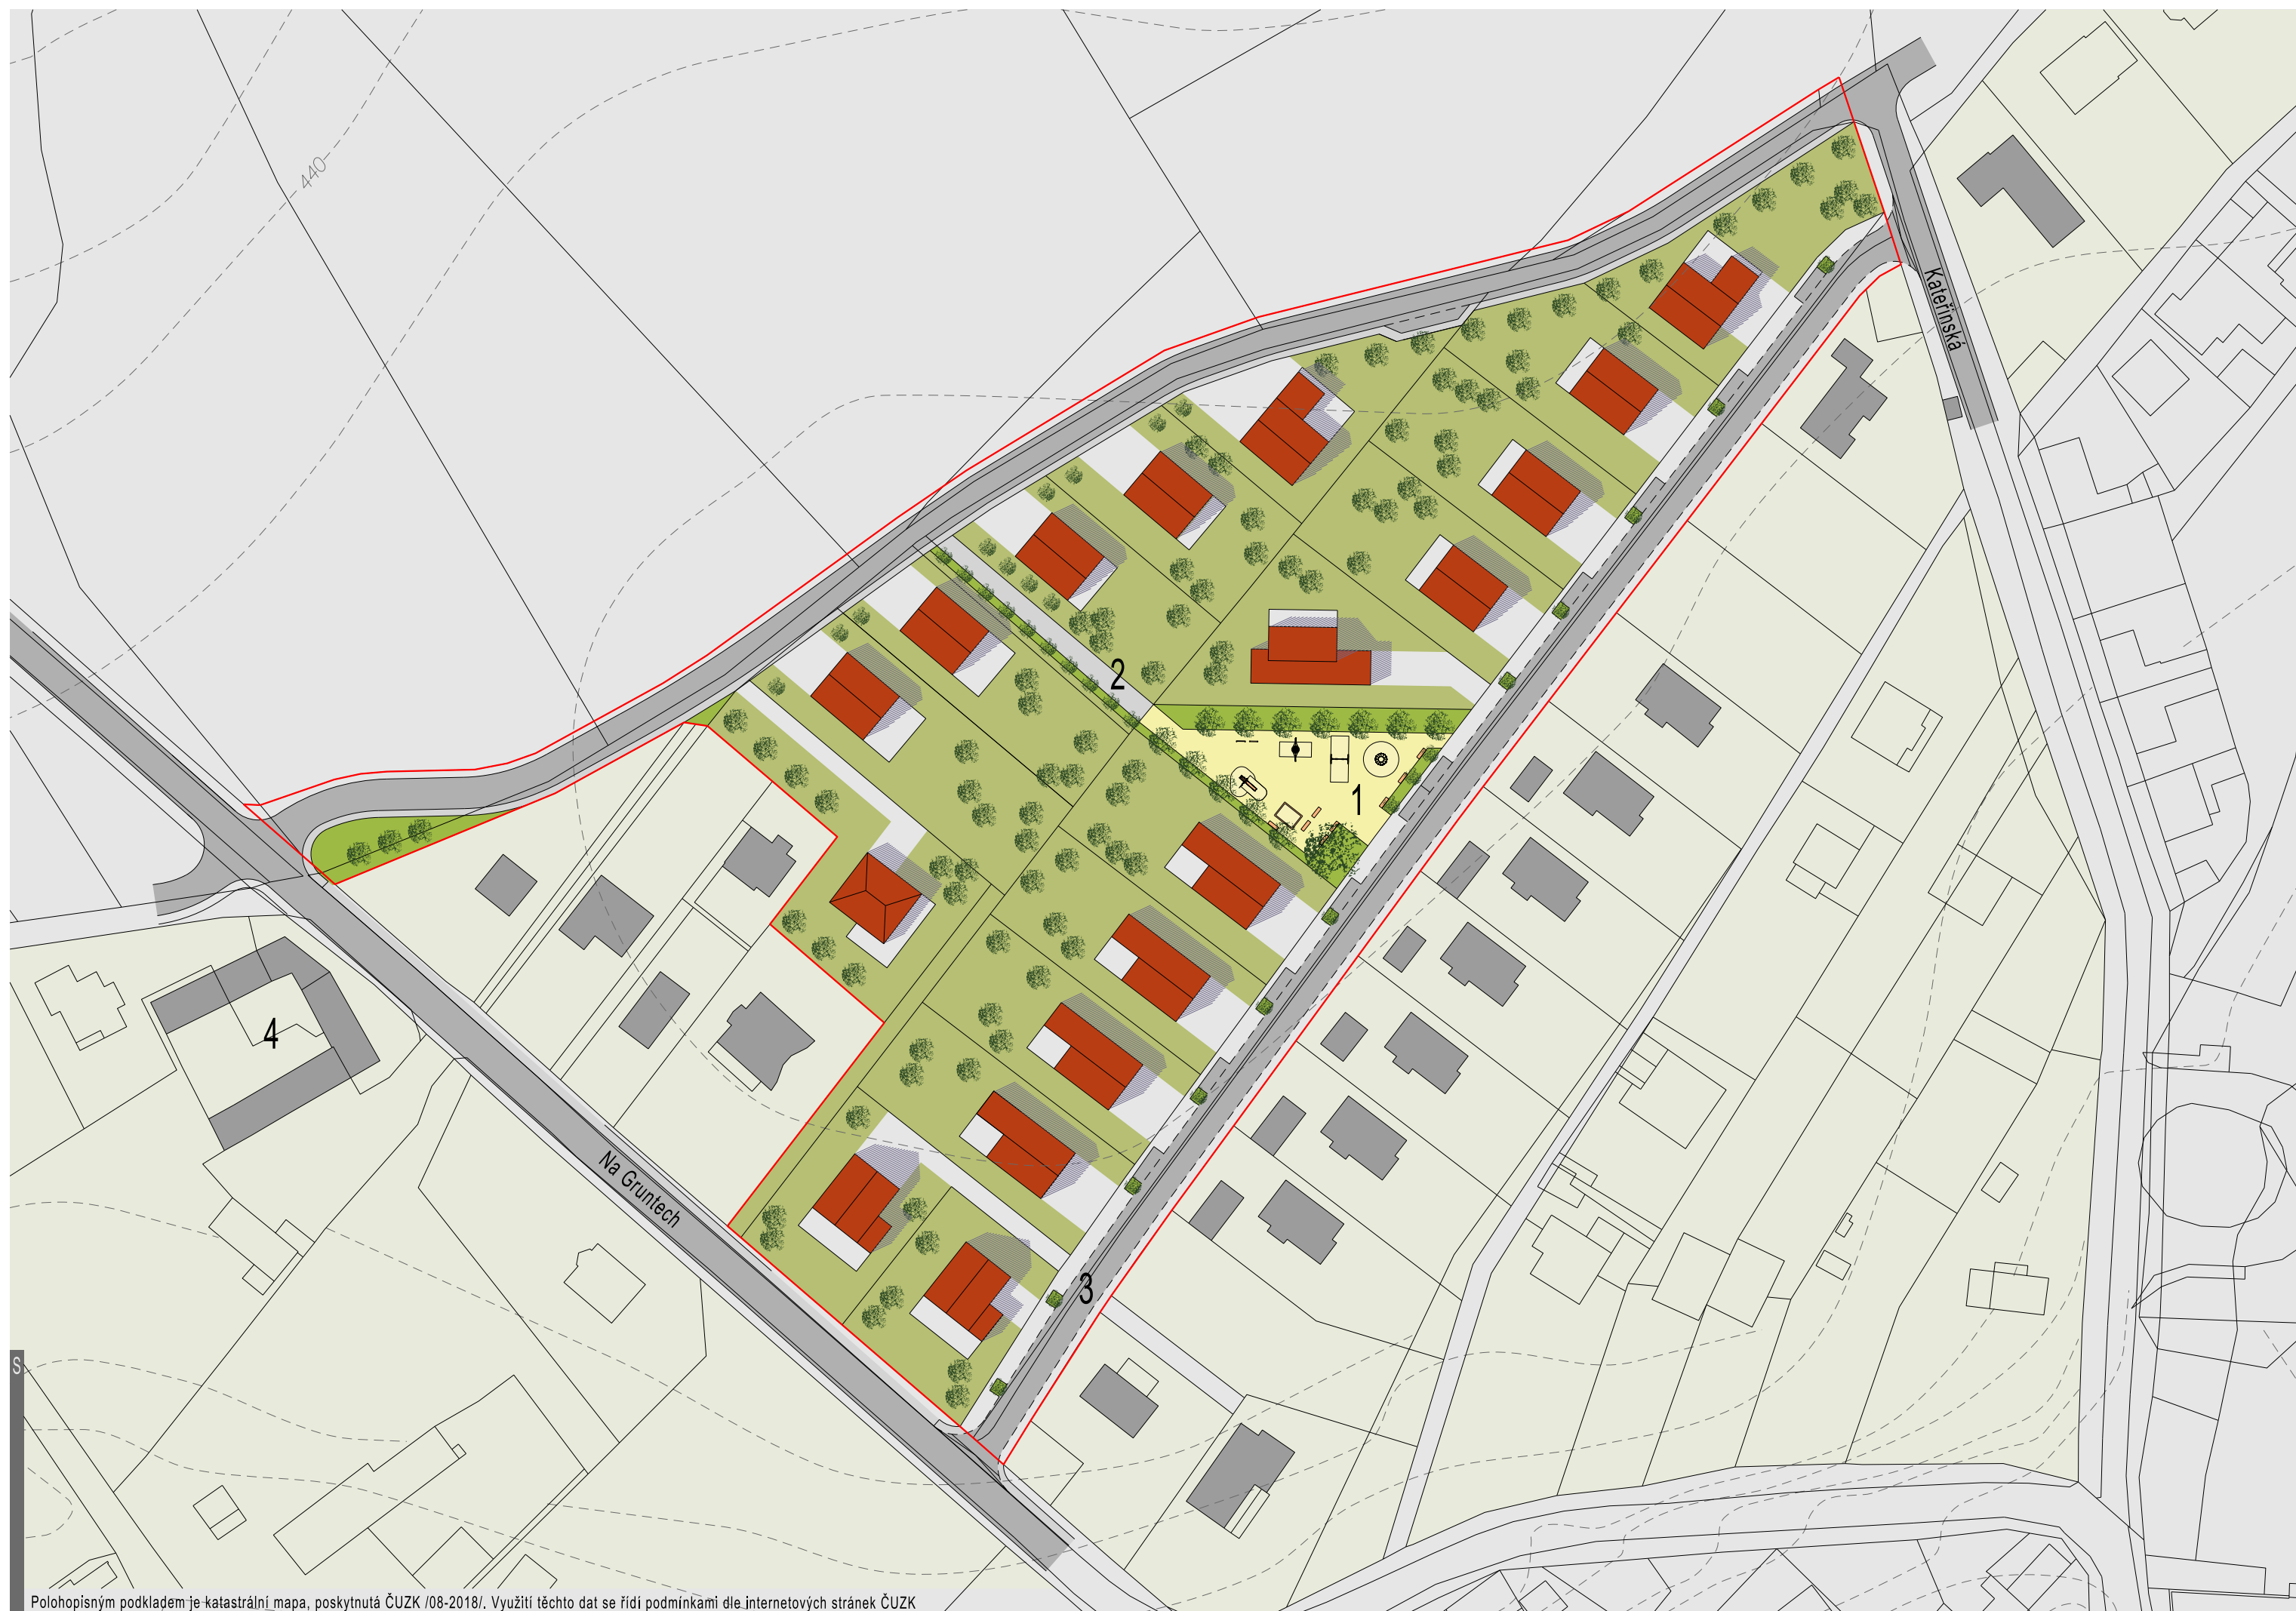 440
Kateřinská
2
1
4
Na Gruntech
3
S
Polohopisným podkladem je katastrální mapa, poskytnutá ČUZK /08-2018/. Využití těchto dat se řídí podmínkami dle internetových stránek ČUZK